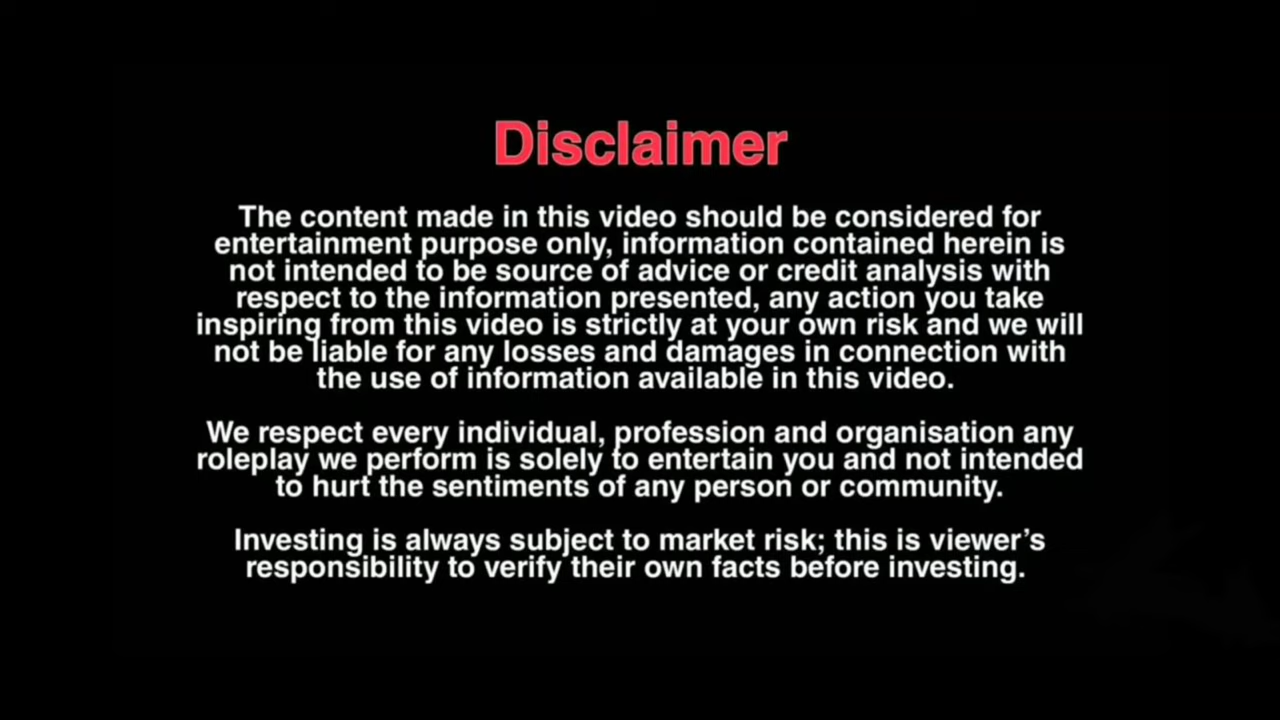 Disclaimer
The content made in this video should be considered for
entertainment purpose only, information contained herein is
not intended to be source of advice or credit analysis with
respect to the information presented, any action you take
inspiring from this video is strictly at your own risk and we will
not be liable for any losses and damages in connection with
the use of information available in this video.
We respect every individual, profession and organisation any
roleplay we perform is solely to entertain you and not intended
to hurt the sentiments of any person or community.
Investing is always subject to market risk; this is viewer's
responsibility to verify their own facts before investing.